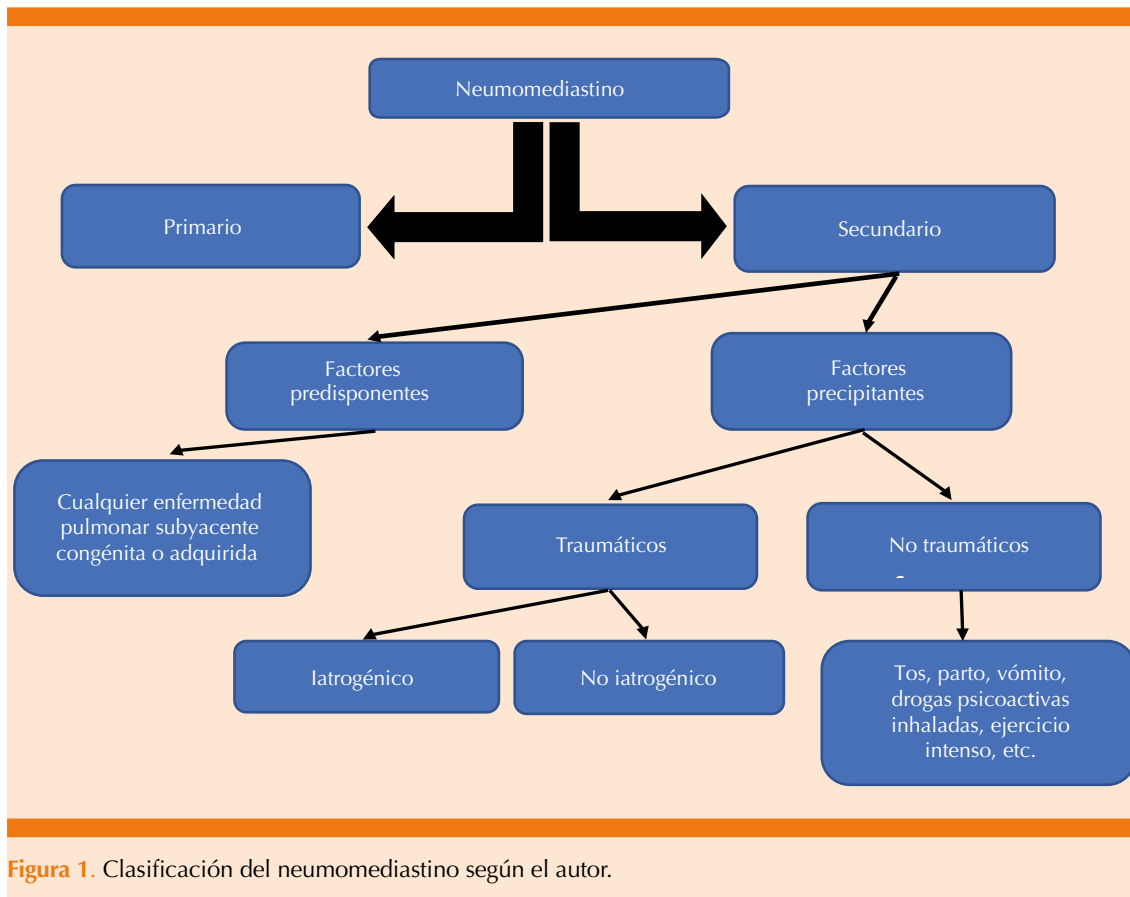 Neumomediastino
Primario
Secundario
Factores
predisponentes
Factores
precipitantes
Cualquier enfermedad
pulmonar subyacente
congénita o adquirida
Traumáticos
No traumáticos
Iatrogénico
No iatrogénico
Tos, parto, vómito,
drogas psicoactivas
inhaladas, ejercicio
intenso, etc.
Figura 1. Clasificación del neumomediastino según el autor.